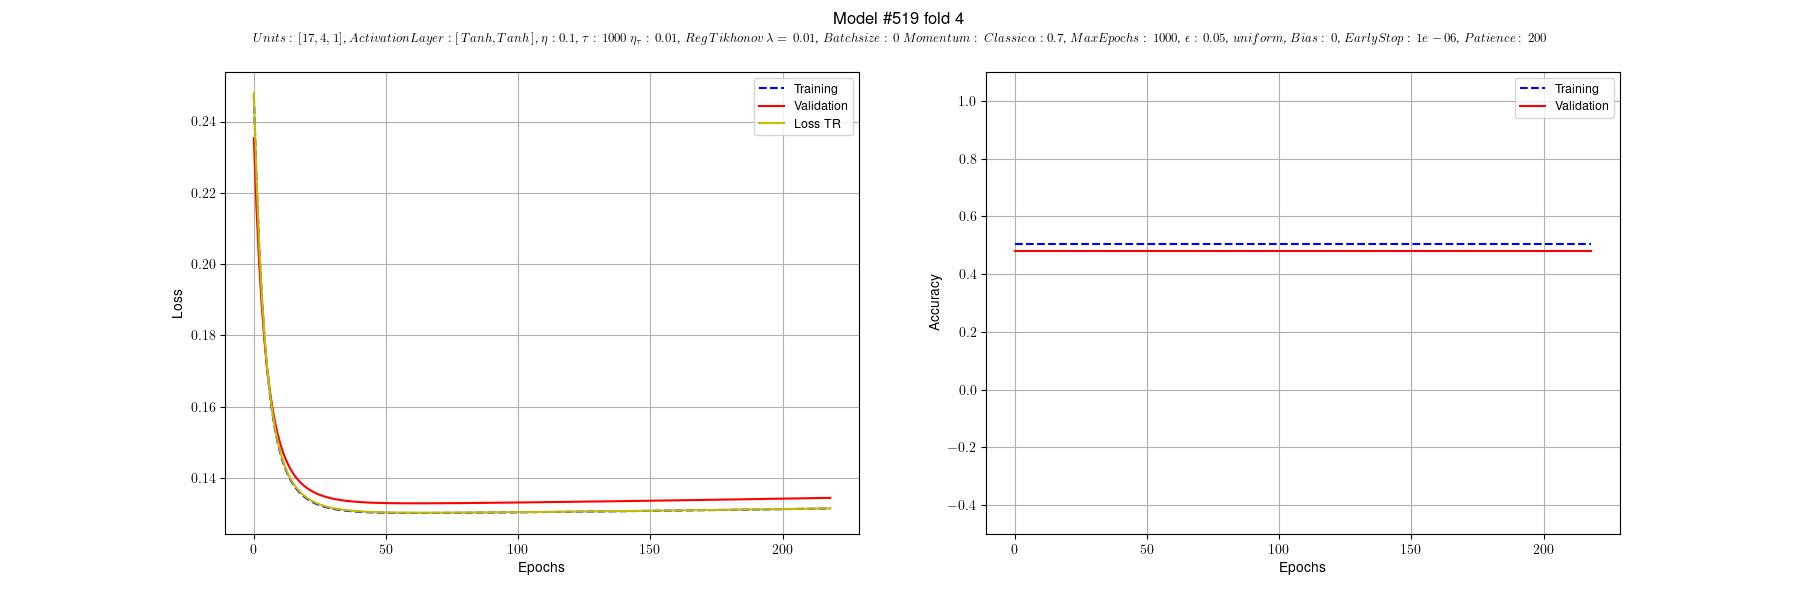 Model #519 fold 4
Units : [17, 4, 1], ActivationLayer : [Tanh, Tanh], η : 0.1, τ : 1000 η_τ : 0.01, RegTikhonov λ = 0.01, Batchsize : 0 Momentum : Classic α : 0.7, MaxEpochs : 1000, ϵ : 0.05, uniform, Bias : 0, EarlyStop : 1e − 06, Patience : 200
Training
Validation
Loss TR
0.24
0.22
0.20
0.18
0.16
0.14
Loss
0
50
100
150
200
Epochs
Training
Validation
1.0
0.8
0.6
0.4
0.2
0.0
−0.2
−0.4
Accuracy
0
50
100
150
200
Epochs